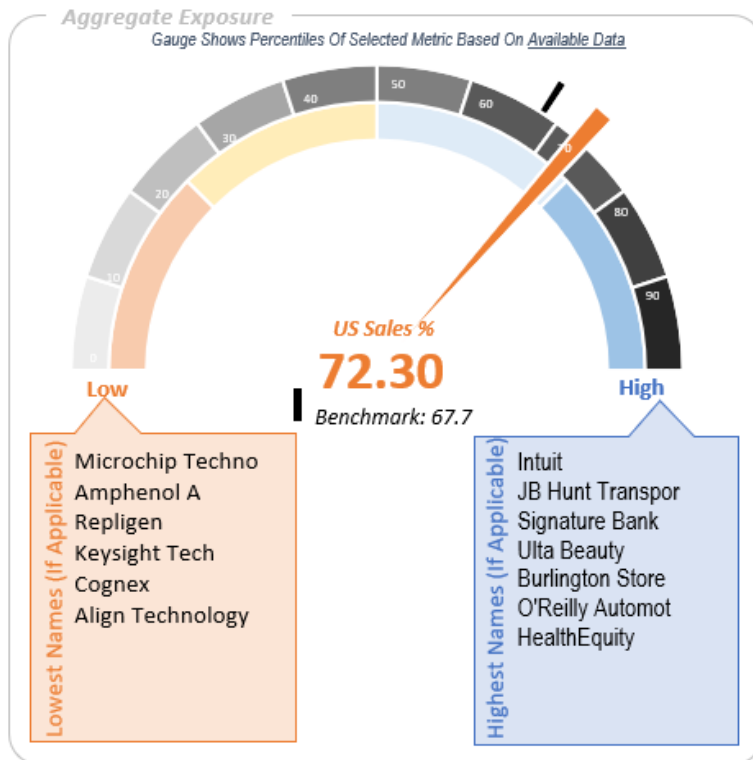 Aggregate Exposure
Gauge Shows Percentiles Of Selected Metric Based On Available Data
0
10
20
30
40
50
60
70
80
90
US Sales %
72.30
Benchmark: 67.7
Low
High
Lowest Names (If Applicable)
Microchip Techno
Amphenol A
Repligen
Keysight Tech
Cognex
Align Technology
Highest Names (If Applicable)
Intuit
JB Hunt Transpor
Signature Bank
Ulta Beauty
Burlington Store
O'Reilly Automot
HealthEquity